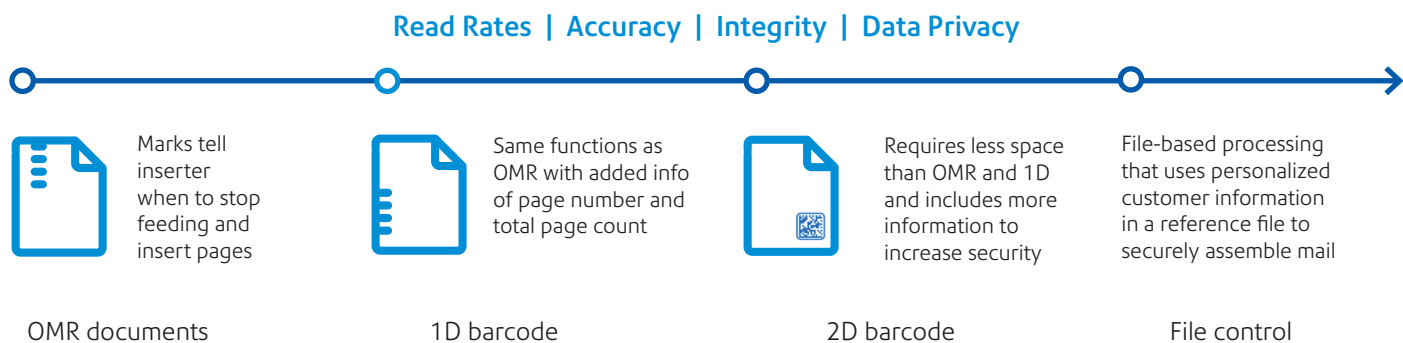 Read Rates | Accuracy | Integrity | Data Privacy
Marks tell
inserter
when to stop
feeding and
insert pages
Same functions as
OMR with added info
of page number and
total page count
Requires less space
than OMR and 1D
and includes more
information to
increase security
File-based processing
that uses personalized
customer information
in a reference file to
securely assemble mail
OMR documents
1D barcode
2D barcode
File control